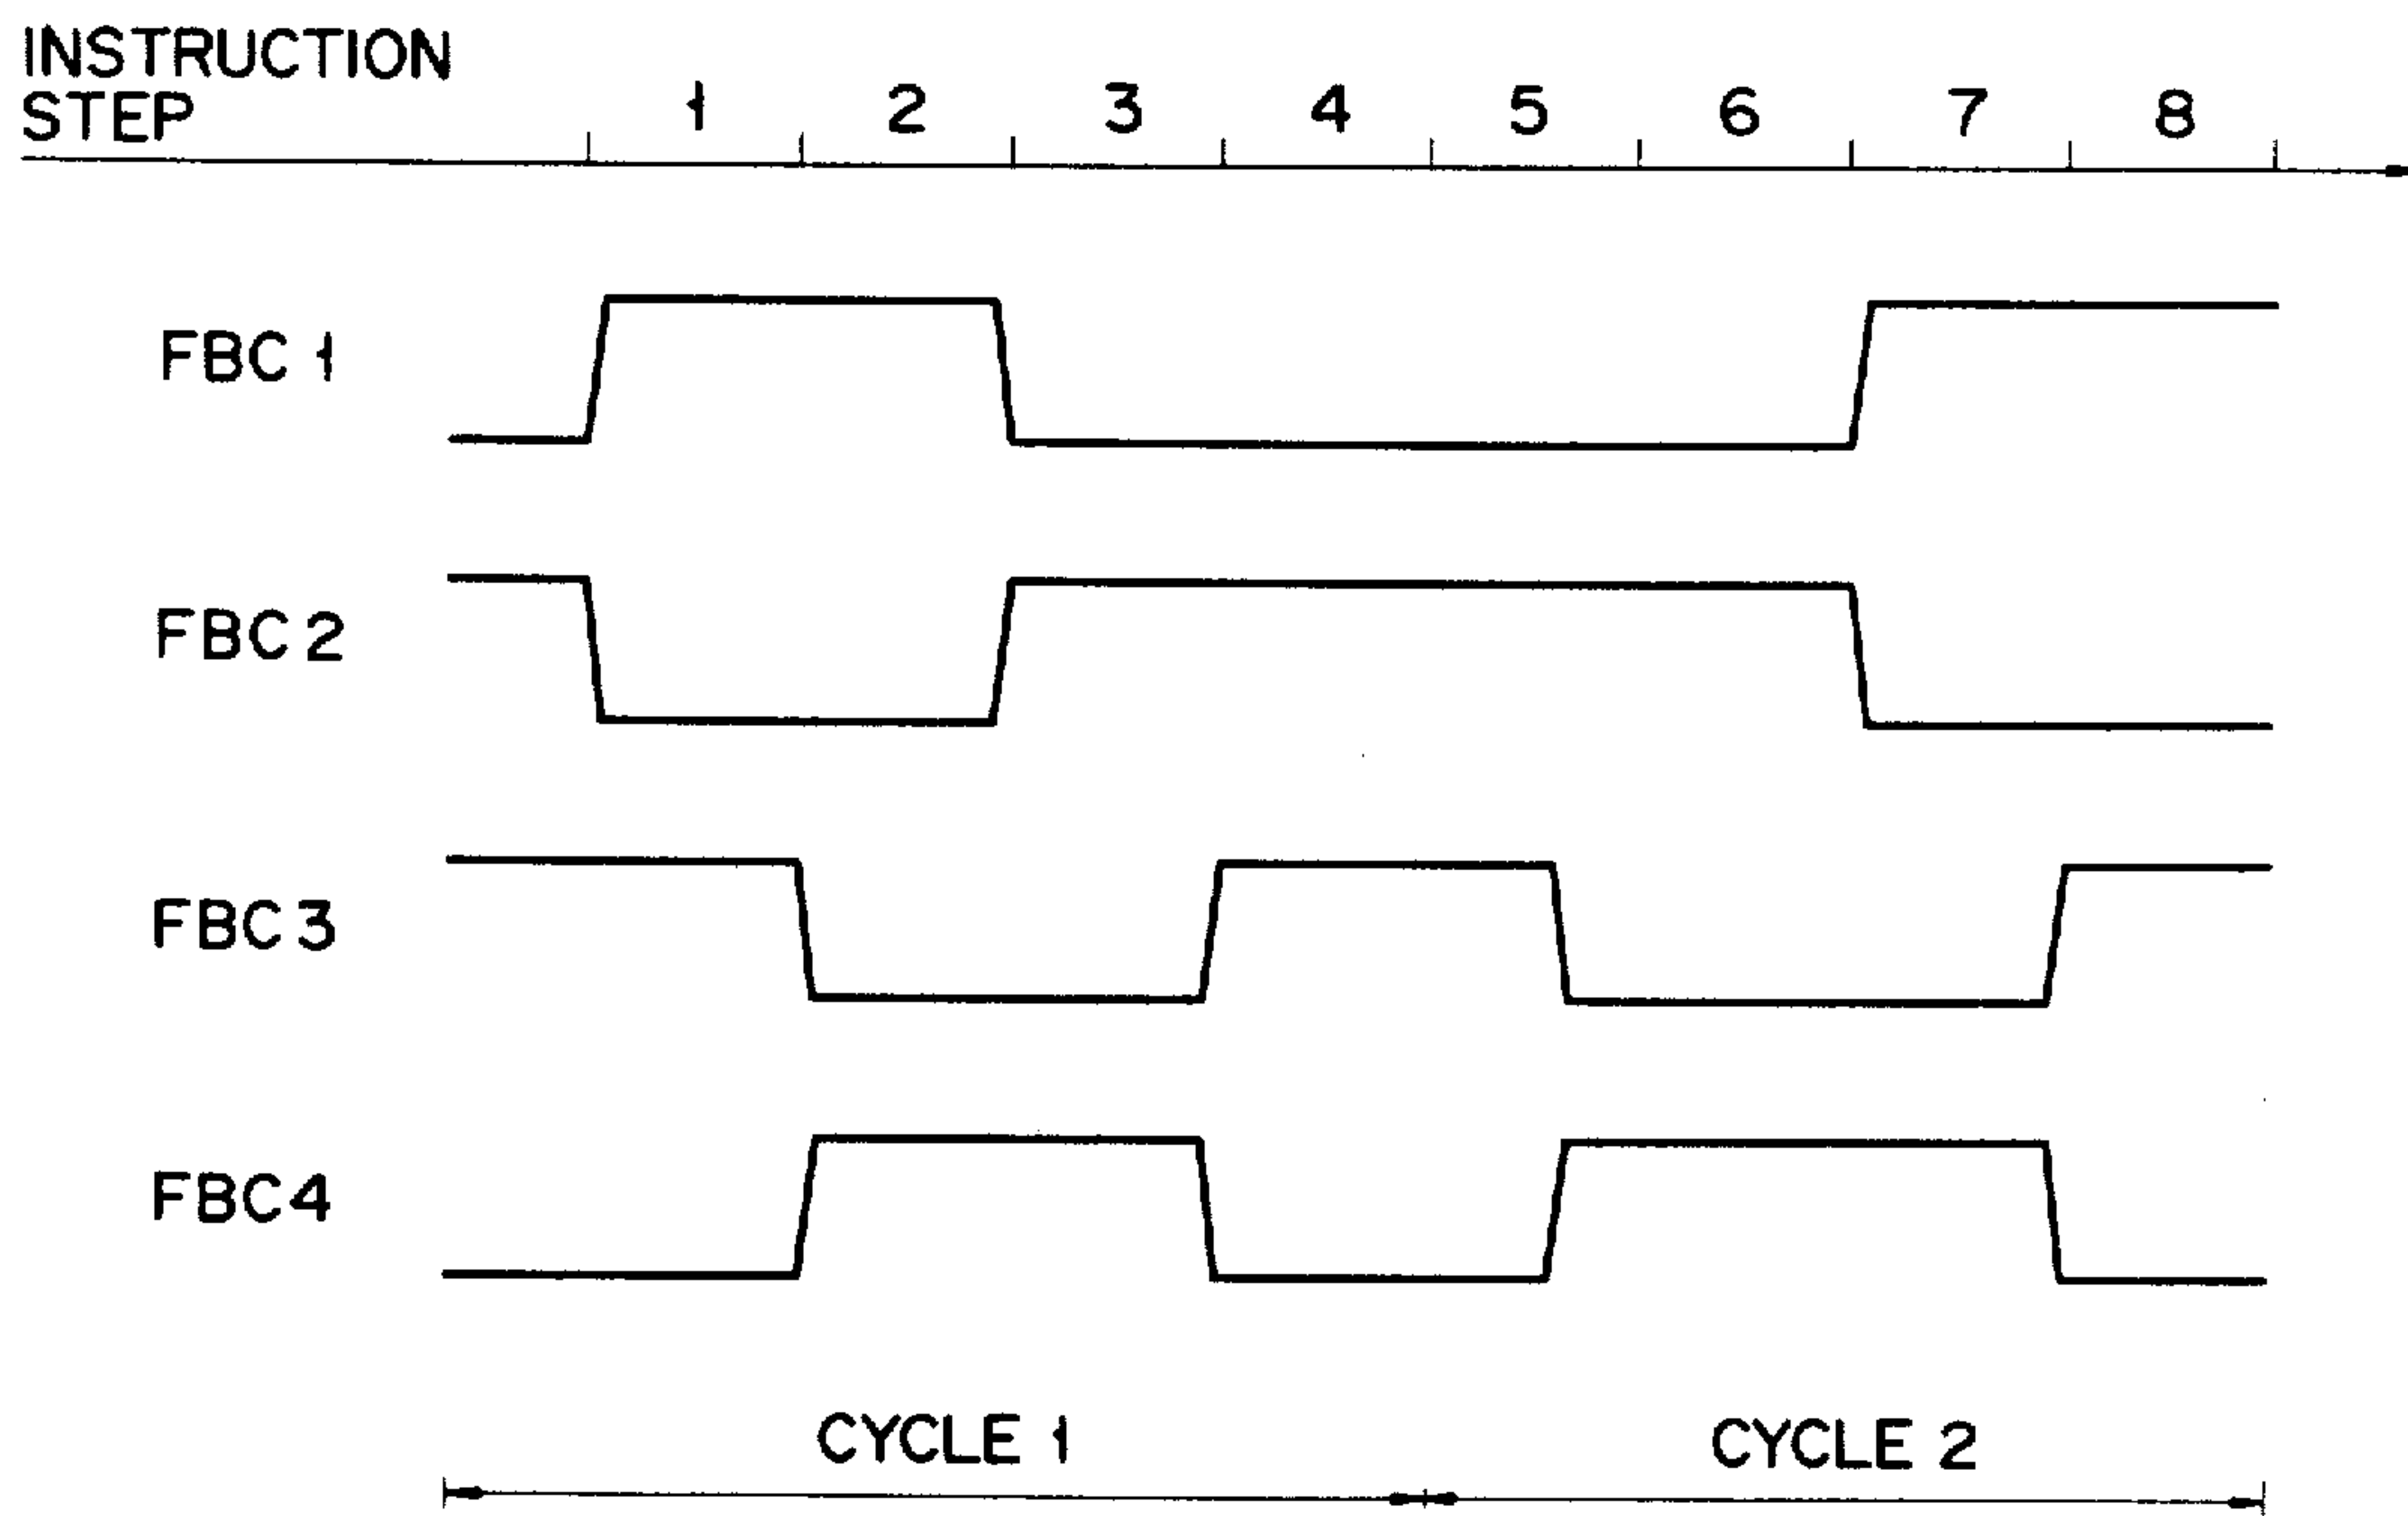 INSTRUCTION
STEP 1 2 3 4 5 6 7 8
FBC 1
FBC 2
FBC 3
FBC 4
CYCLE 1 CYCLE 2